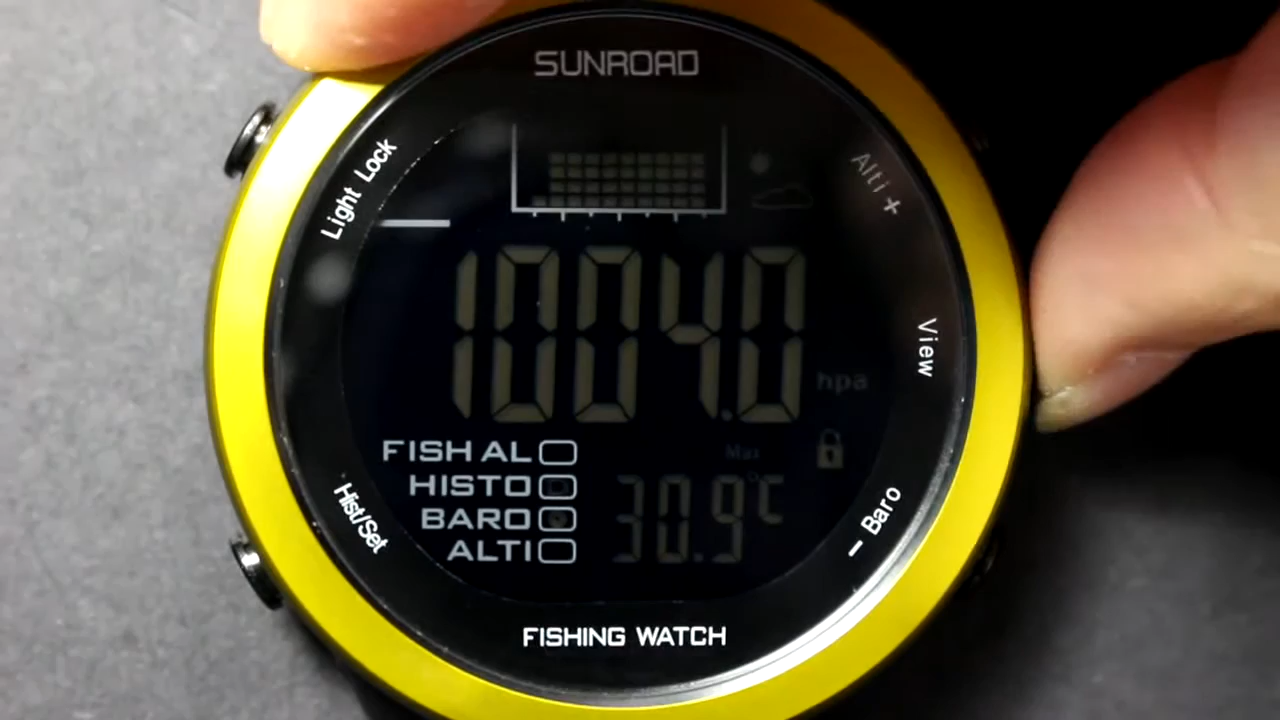 SUNROAD
Light Lock
Alti +
1004.0
hpa
View
Max
FISH AL
HISTO
BARO
ALTI
30.9°C
Hist/Set
− Baro
FISHING WATCH